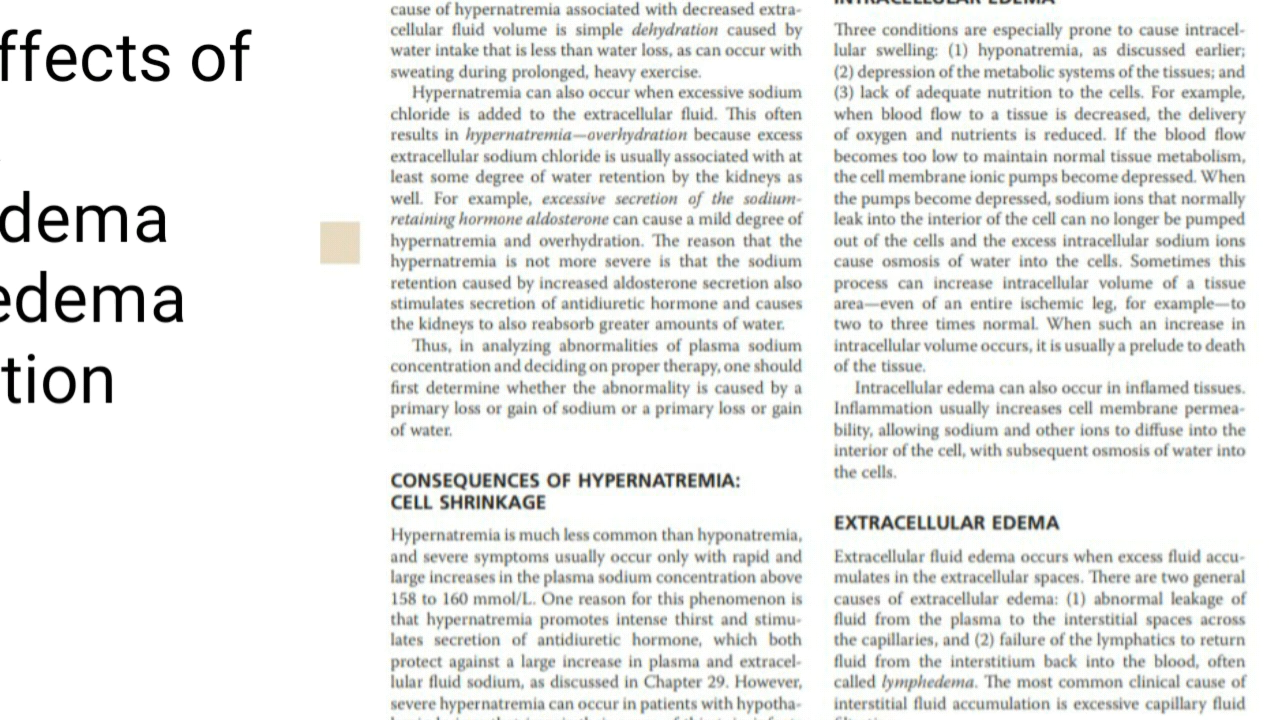 ffects of
dema
edema
tion
cause of hypernatremia associated with decreased extra-
cellular fluid volume is simple dehydration caused by
water intake that is less than water loss, as can occur with
sweating during prolonged, heavy exercise.
Hypernatremia can also occur when excessive sodium
chloride is added to the extracellular fluid. This often
results in hypernatremia—overhydration because excess
extracellular sodium chloride is usually associated with at
least some degree of water retention by the kidneys as
well. For example, excessive secretion of the sodium-
retaining hormone aldosterone can cause a mild degree of
hypernatremia and overhydration. The reason that the
hypernatremia is not more severe is that the sodium
retention caused by increased aldosterone secretion also
stimulates secretion of antidiuretic hormone and causes
the kidneys to also reabsorb greater amounts of water.
Thus, in analyzing abnormalities of plasma sodium
concentration and deciding on proper therapy, one should
first determine whether the abnormality is caused by a
primary loss or gain of sodium or a primary loss or gain
of water.
CONSEQUENCES OF HYPERNATREMIA:
CELL SHRINKAGE
Hypernatremia is much less common than hyponatremia,
and severe symptoms usually occur only with rapid and
large increases in the plasma sodium concentration above
158 to 160 mmol/L. One reason for this phenomenon is
that hypernatremia promotes intense thirst and stimu-
lates secretion of antidiuretic hormone, which both
protect against a large increase in plasma and extracel-
lular fluid sodium, as discussed in Chapter 29. However,
severe hypernatremia can occur in patients with hypotha-
INTRACELLULAR EDEMA
Three conditions are especially prone to cause intracel-
lular swelling: (1) hyponatremia, as discussed earlier;
(2) depression of the metabolic systems of the tissues; and
(3) lack of adequate nutrition to the cells. For example,
when blood flow to a tissue is decreased, the delivery
of oxygen and nutrients is reduced. If the blood flow
becomes too low to maintain normal tissue metabolism,
the cell membrane ionic pumps become depressed. When
the pumps become depressed, sodium ions that normally
leak into the interior of the cell can no longer be pumped
out of the cells and the excess intracellular sodium ions
cause osmosis of water into the cells. Sometimes this
process can increase intracellular volume of a tissue
area—even of an entire ischemic leg, for example—to
two to three times normal. When such an increase in
intracellular volume occurs, it is usually a prelude to death
of the tissue.
Intracellular edema can also occur in inflamed tissues.
Inflammation usually increases cell membrane permea-
bility, allowing sodium and other ions to diffuse into the
interior of the cell, with subsequent osmosis of water into
the cells.
EXTRACELLULAR EDEMA
Extracellular fluid edema occurs when excess fluid accu-
mulates in the extracellular spaces. There are two general
causes of extracellular edema: (1) abnormal leakage of
fluid from the plasma to the interstitial spaces across
the capillaries, and (2) failure of the lymphatics to return
fluid from the interstitium back into the blood, often
called lymphedema. The most common clinical cause of
interstitial fluid accumulation is excessive capillary fluid